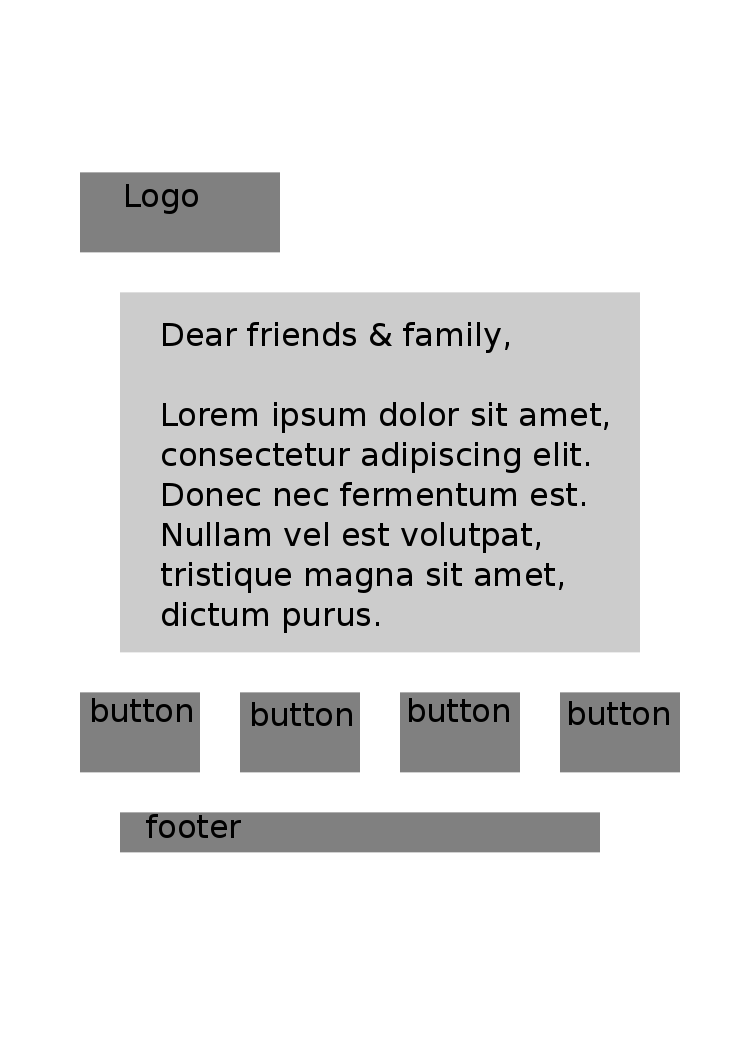 Logo
Dear friends & family,
Lorem ipsum dolor sit amet,
consectetur adipiscing elit.
Donec nec fermentum est.
Nullam vel est volutpat,
tristique magna sit amet,
dictum purus.
button button button button
footer